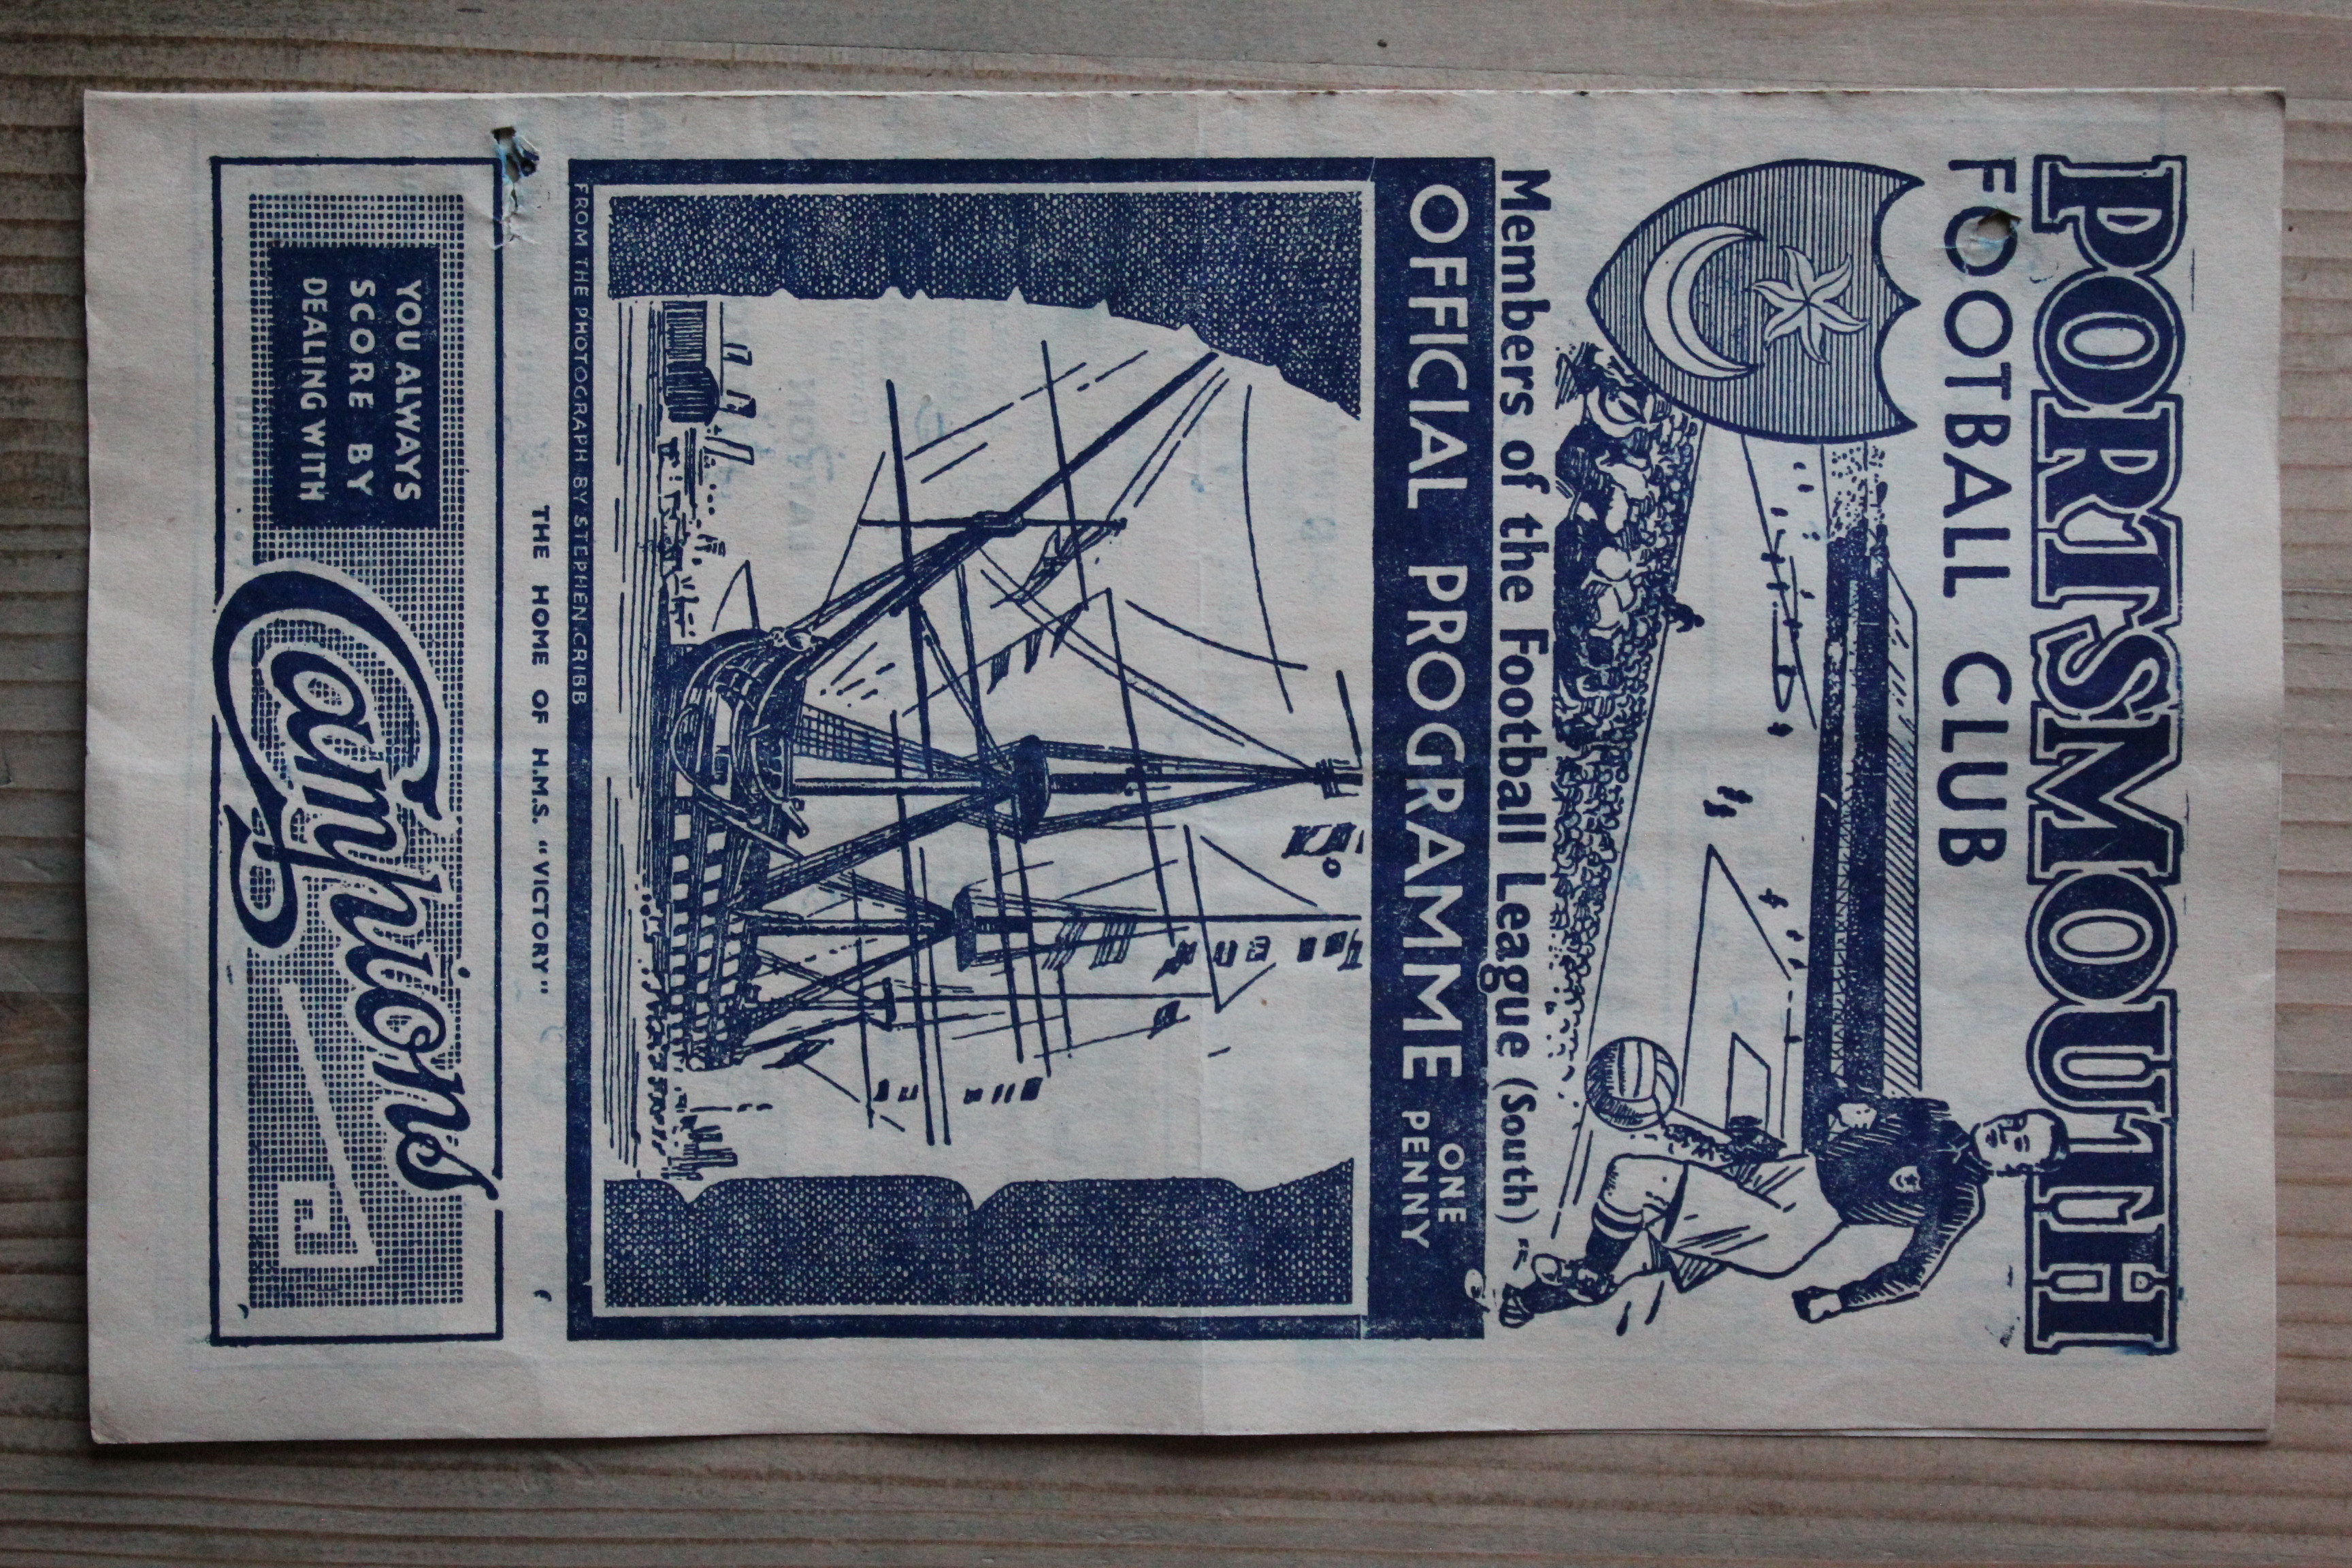 PORTSMOUTH
FOOTBALL CLUB
Members of the Football League (South)
OFFICIAL PROGRAMME ONE PENNY
FROM THE PHOTOGRAPH BY STEPHEN CRIBB
THE HOME OF H.M.S. "VICTORY"
YOU ALWAYS
SCORE BY
DEALING WITH
Campions